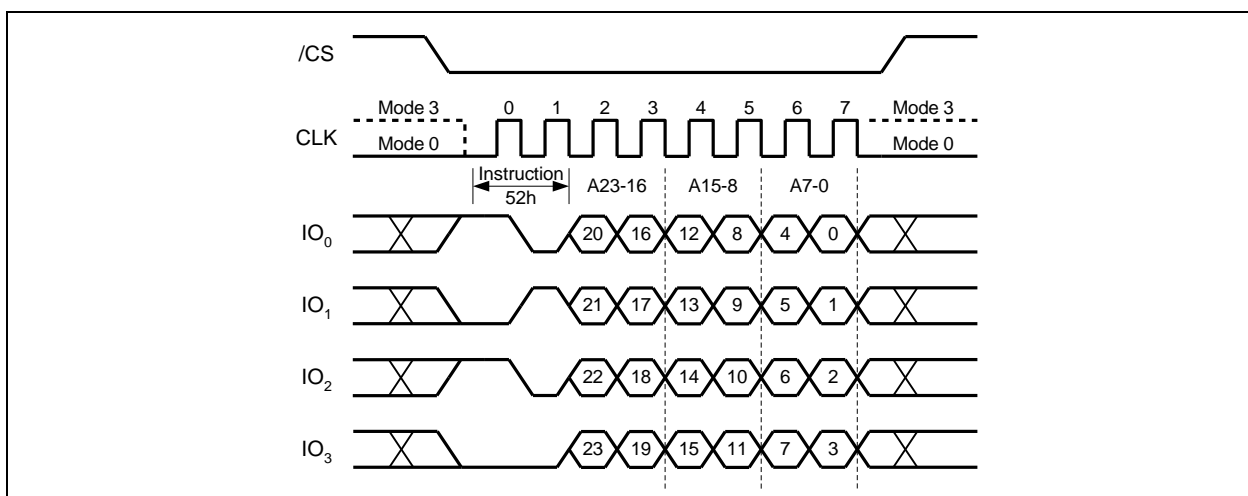 /CS
Mode 3 0 1 2 3 4 5 6 7 Mode 3
CLK
Mode 0 Mode 0
Instruction A23-16 A15-8 A7-0
52h
IO0 20 16 12 8 4 0
IO1 21 17 13 9 5 1
IO2 22 18 14 10 6 2
IO3 23 19 15 11 7 3